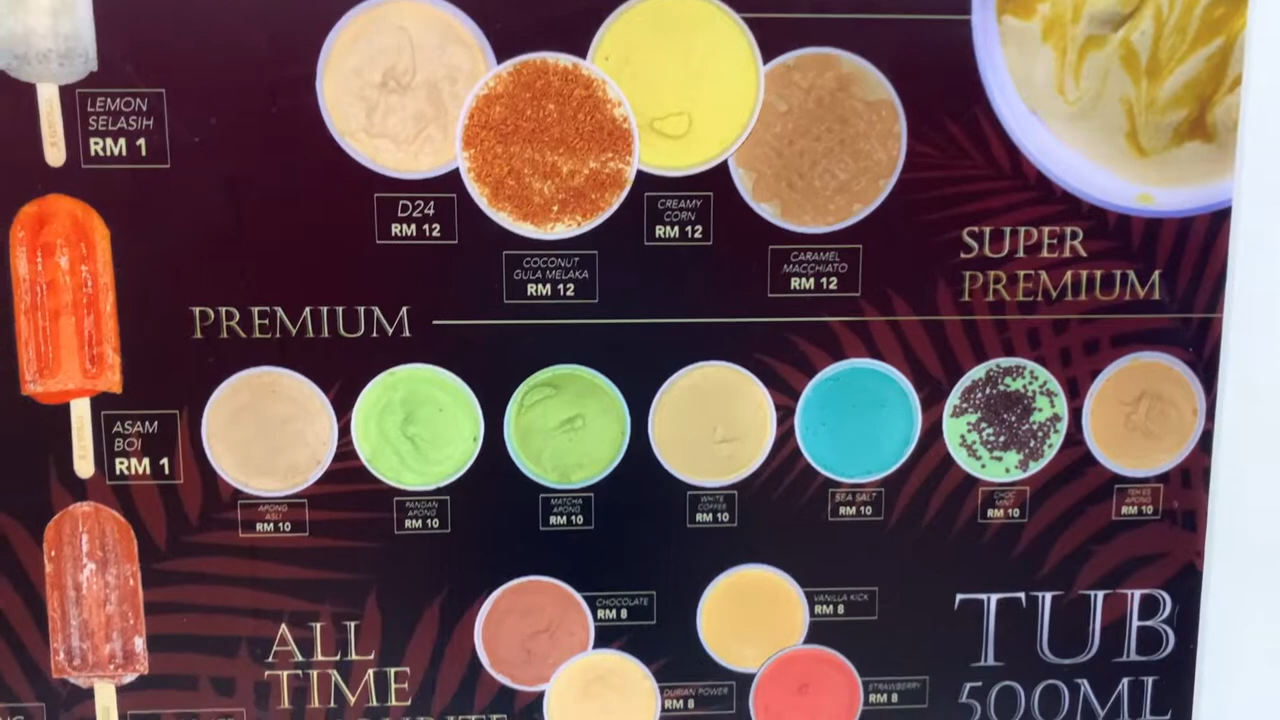 LEMON
SELASIH
RM 1
D24
RM 12
COCONUT
GULA MELAKA
RM 12
CREAMY
CORN
RM 12
CARAMEL
MACCHIATO
RM 12
SUPER
PREMIUM
PREMIUM
ASAM
BOI
RM 1
APONG
ASLI
RM 10
PANDAN
APONG
RM 10
MATCHA
APONG
RM 10
WHITE
COFFEE
RM 10
SEA SALT
RM 10
CHOC
MINT
RM 10
TEH ES
APONG
RM 10
ALL
TIME
CHOCOLATE
RM 8
VANILLA KICK
RM 8
DURIAN POWER
RM 8
STRAWBERRY
RM 8
TUB
500ML